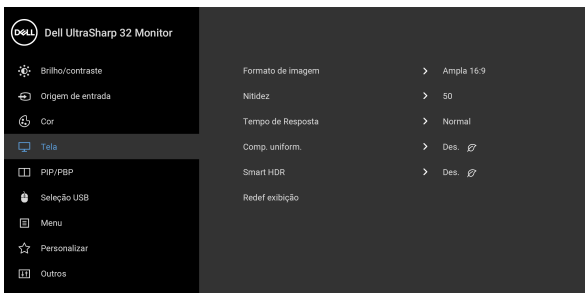 DELL Dell UltraSharp 32 Monitor
Brilho/contraste
Formato de imagem Ampla 16:9
Origem de entrada
Nitidez 50
Cor
Tempo de Resposta Normal
Tela
Comp. uniform. Des.
PIP/PBP
Smart HDR Des.
Seleção USB
Redef exibição
Menu
Personalizar
Outros